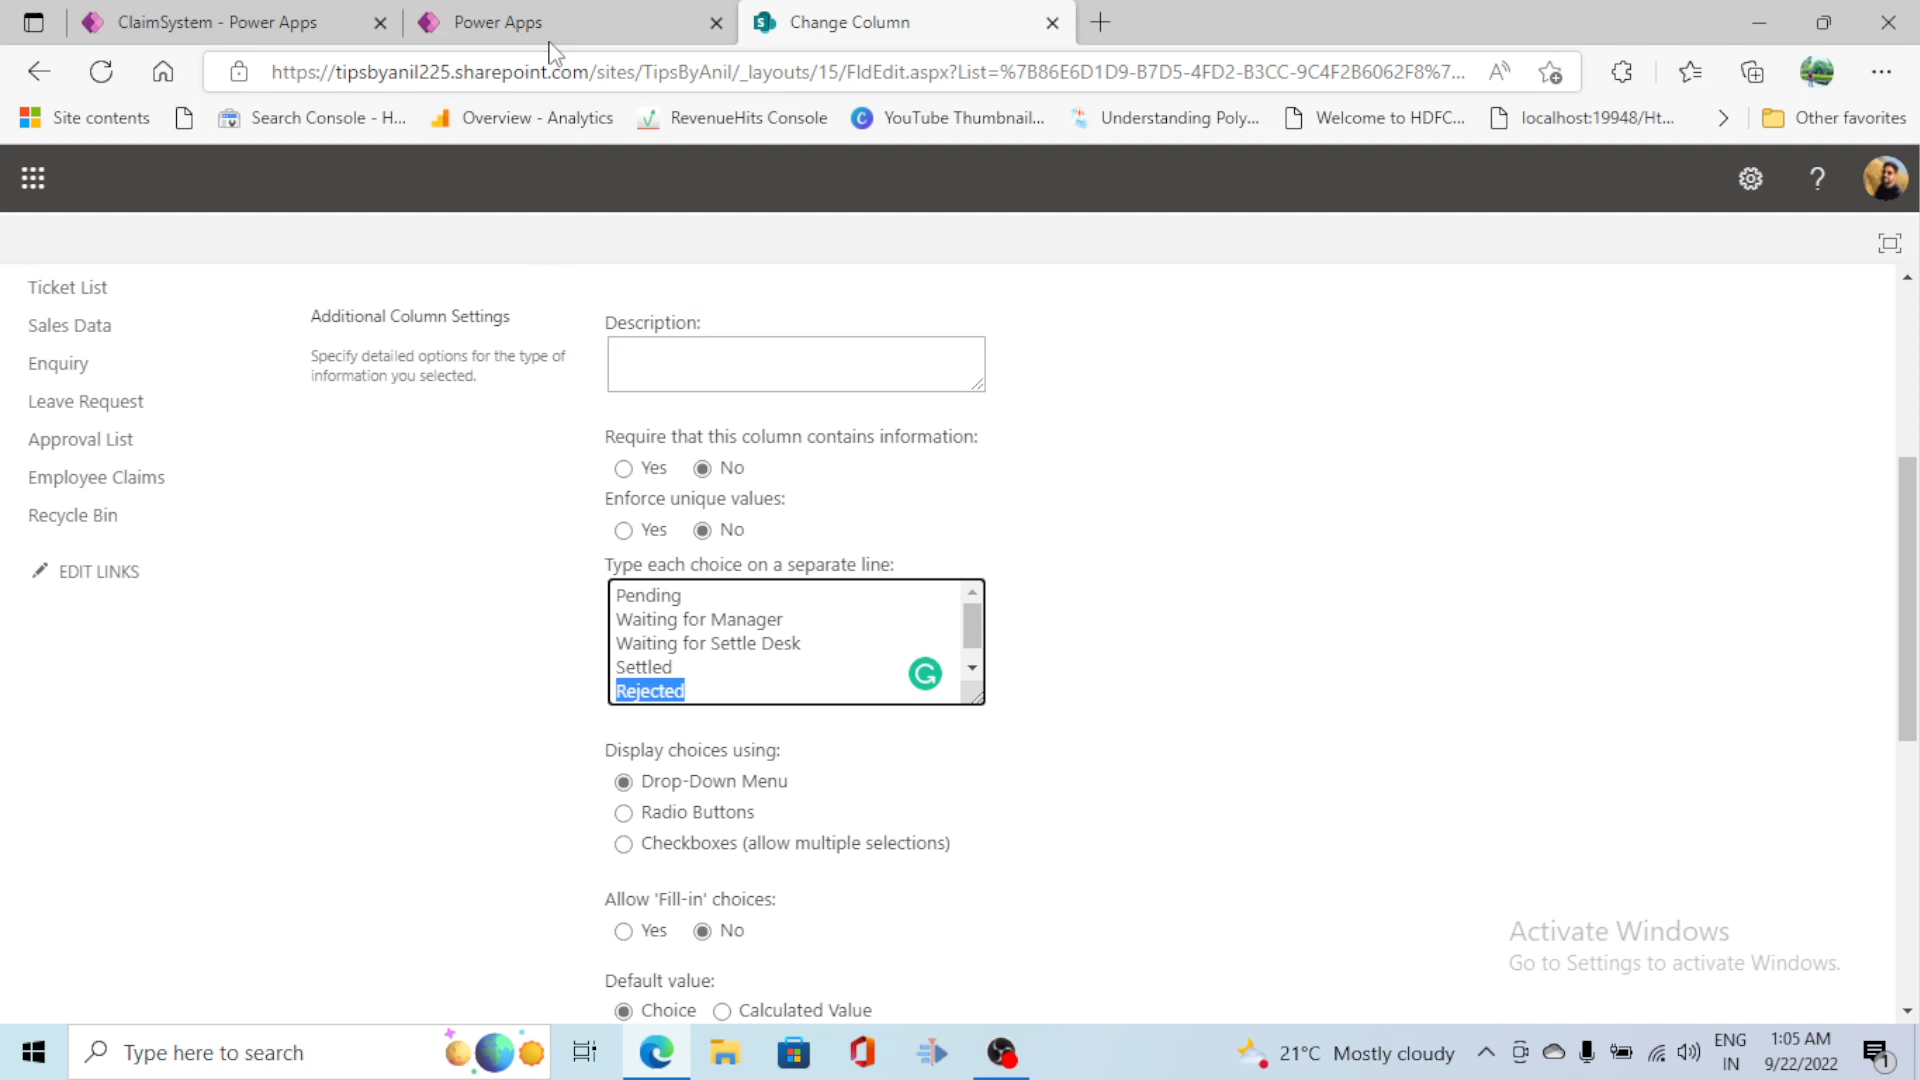 ClaimSystem - Power Apps
Power Apps
Change Column
https://tipsbyanil225.sharepoint.com/sites/TipsByAnil/_layouts/15/FldEdit.aspx?List=%7B86E6D1D9-B7D5-4FD2-B3CC-9C4F2B6062F8%7...
Site contents
Search Console - H...
Overview - Analytics
RevenueHits Console
YouTube Thumbnail...
Understanding Poly...
Welcome to HDFC...
localhost:19948/Ht...
Other favorites
Ticket List
Sales Data
Enquiry
Leave Request
Approval List
Employee Claims
Recycle Bin
EDIT LINKS
Additional Column Settings
Specify detailed options for the type of
information you selected.
Description:
Require that this column contains information:
Yes No
Enforce unique values:
Yes No
Type each choice on a separate line:
Pending
Waiting for Manager
Waiting for Settle Desk
Settled
Rejected
Display choices using:
Drop-Down Menu
Radio Buttons
Checkboxes (allow multiple selections)
Allow 'Fill-in' choices:
Yes No
Default value:
Choice Calculated Value
Activate Windows
Go to Settings to activate Windows.
Type here to search
21°C Mostly cloudy
ENG
IN
1:05 AM
9/22/2022
1